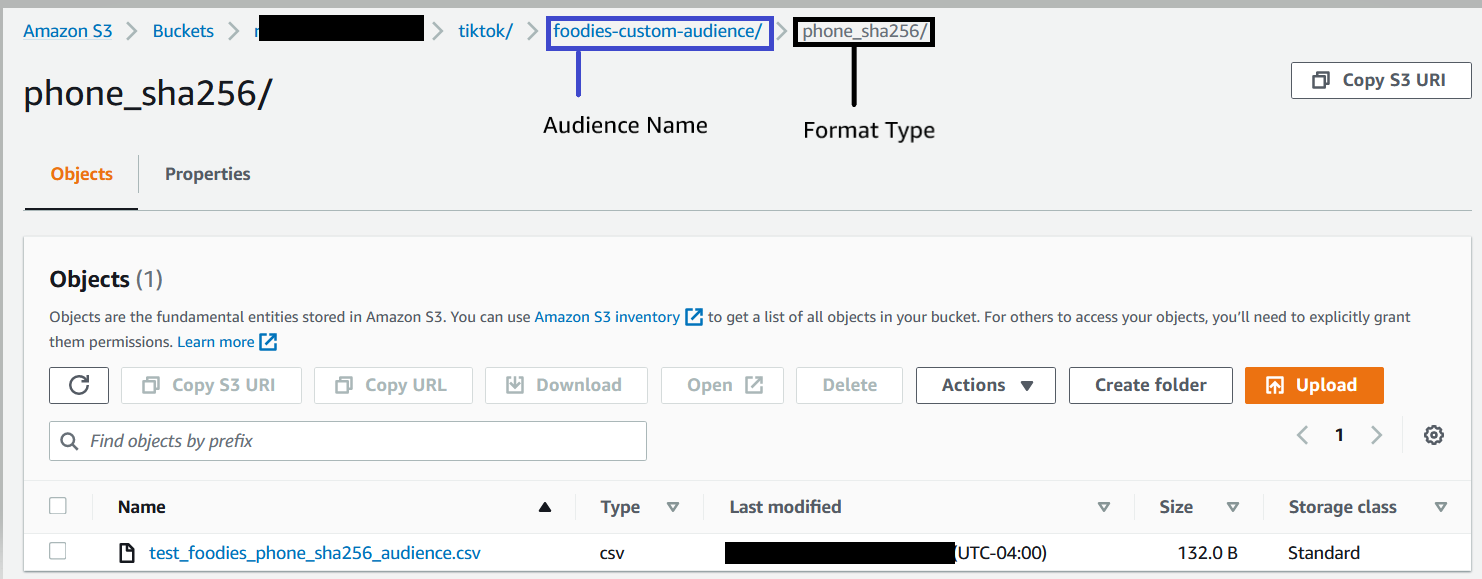 Amazon S3 > Buckets > > tiktok/ > foodies-custom-audience/ > phone_sha256/
phone_sha256/
Copy S3 URI
Audience Name
Format Type
Objects
Properties
Objects (1)
Objects are the fundamental entities stored in Amazon S3. You can use Amazon S3 inventory to get a list of all objects in your bucket. For others to access your objects, you'll need to explicitly grant
them permissions. Learn more
Copy S3 URI Copy URL Download Open Delete Actions Create folder Upload
Find objects by prefix
1
Name Type Last modified Size Storage class
test_foodies_phone_sha256_audience.csv csv (UTC-04:00) 132.0 B Standard